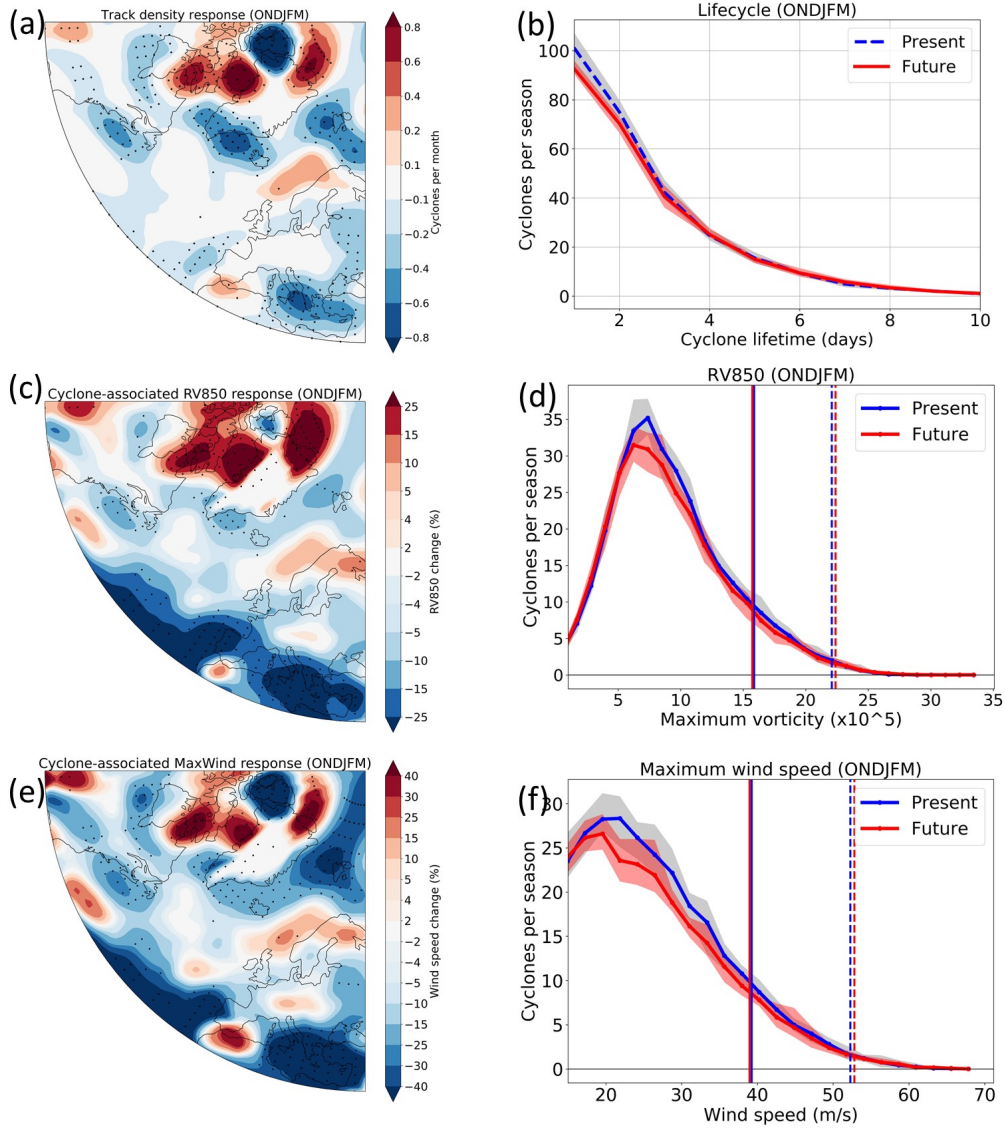 (a)
Track density response (ONDJFM)
0.8
0.6
0.4
0.2
0.1
−0.1
−0.2
−0.4
−0.6
−0.8
Cyclones per month
(b)
Lifecycle (ONDJFM)
Present
Future
100
80
60
40
20
0
Cyclones per season
2 4 6 8 10
Cyclone lifetime (days)
(c)
Cyclone-associated RV850 response (ONDJFM)
25
15
10
5
4
2
−2
−5
−10
−15
−25
RV850 change (%)
(d)
RV850 (ONDJFM)
Present
Future
35
30
25
20
15
10
5
0
Cyclones per season
5 10 15 20 25 30 35
Maximum vorticity (x10^5)
(e)
Cyclone-associated MaxWind response (ONDJFM)
40
30
25
15
10
5
4
2
−2
−4
−5
−10
−15
−25
−30
−40
Wind speed change (%)
(f)
Maximum wind speed (ONDJFM)
Present
Future
30
25
20
15
10
5
0
Cyclones per season
20 30 40 50 60 70
Wind speed (m/s)